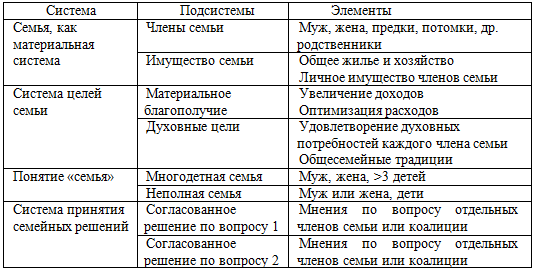 Система Подсистемы Элементы
Семья, как
материальная
система
Члены семьи
Муж, жена, предки, потомки, др.
родственники
Имущество семьи
Общее жилье и хозяйство
Личное имущество членов семьи
Система целей
семьи
Материальное
благополучие
Увеличение доходов
Оптимизация расходов
Духовные цели
Удовлетворение духовных
потребностей каждого члена семьи
Общесемейные традиции
Понятие «семья»
Многодетная семья
Муж, жена, >3 детей
Неполная семья
Муж или жена, дети
Система принятия
семейных решений
Согласованное
решение по вопросу 1
Мнения по вопросу отдельных
членов семьи или коалиции
Согласованное
решение по вопросу 2
Мнения по вопросу отдельных
членов семьи или коалиции